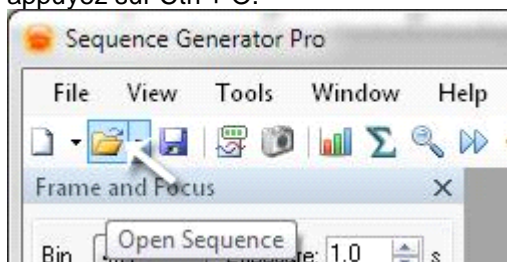 appuyez sur Ctrl + O.
Sequence Generator Pro
File View Tools Window Help
Frame and Focus
Open Sequence
Bin 1.0 s